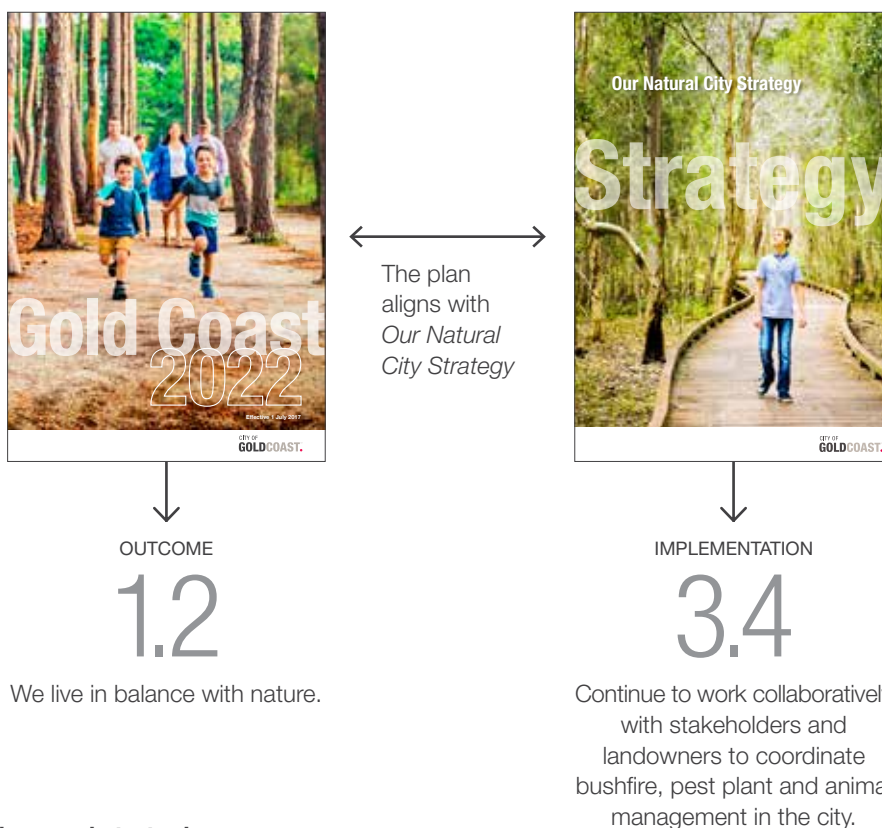 Our Natural City Strategy
Strategy
Gold Coast
2022
Effective 1 July 2017
CITY OF
GOLDCOAST.
CITY OF
GOLDCOAST.
The plan
aligns with
Our Natural
City Strategy
OUTCOME
1.2
We live in balance with nature.
IMPLEMENTATION
3.4
Continue to work collaborativel
with stakeholders and
landowners to coordinate
bushfire, pest plant and anima
management in the city.